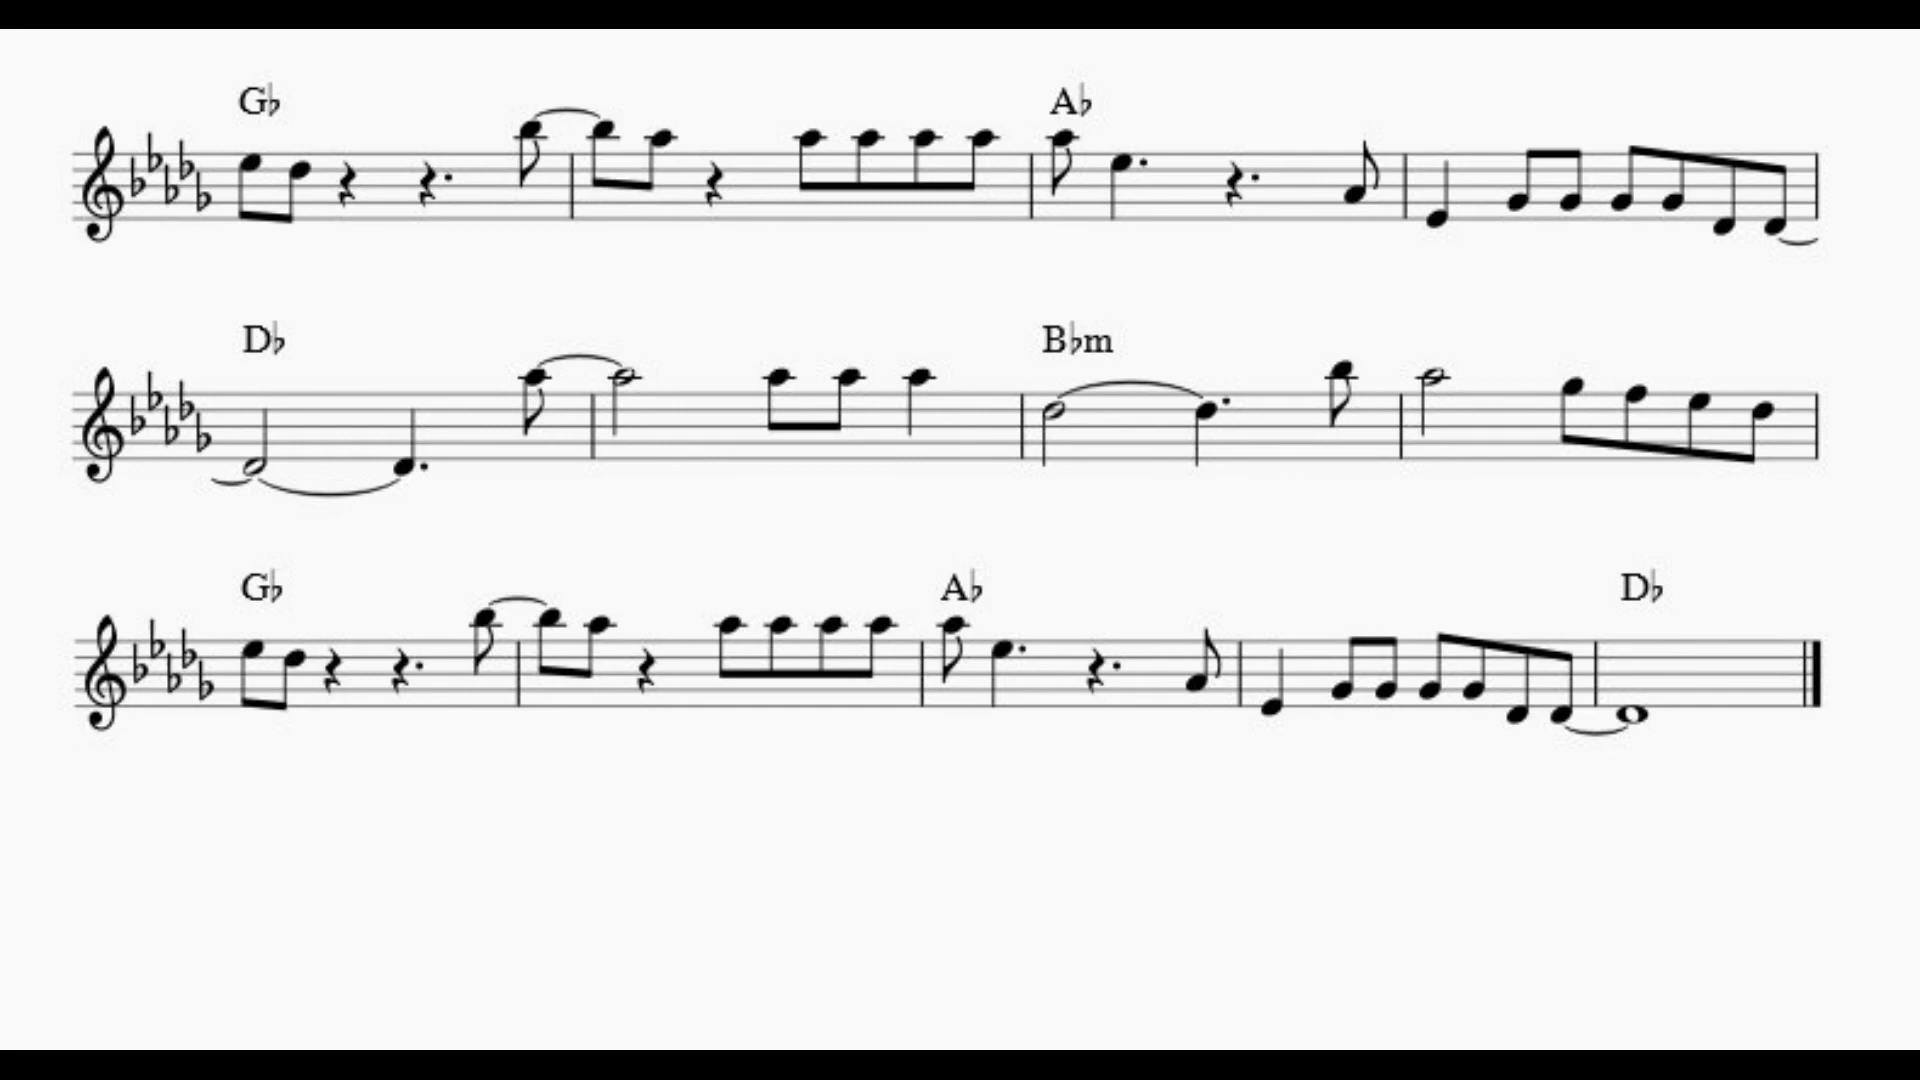 G♭ A♭
D♭ B♭m
G♭ A♭ D♭